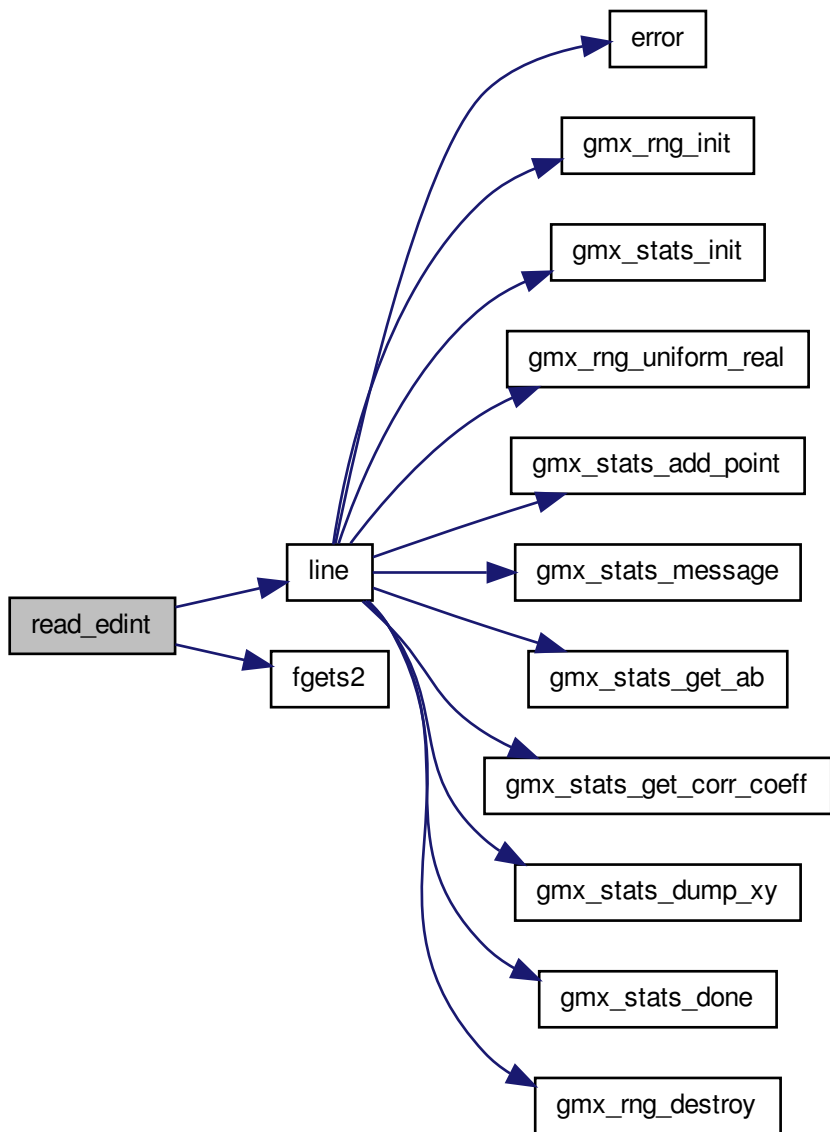 error
gmx_rng_init
gmx_stats_init
gmx_rng_uniform_real
gmx_stats_add_point
line
gmx_stats_message
read_edint
fgets2
gmx_stats_get_ab
gmx_stats_get_corr_coeff
gmx_stats_dump_xy
gmx_stats_done
gmx_rng_destroy